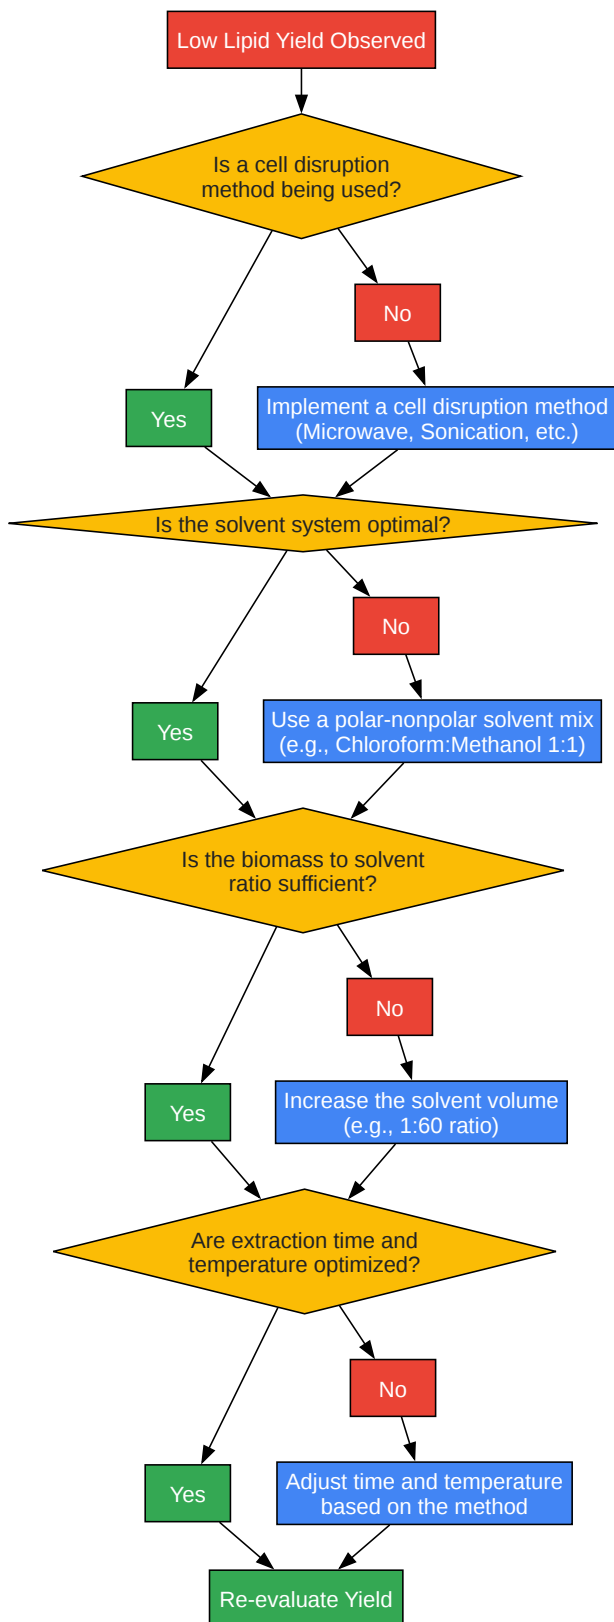 Low Lipid Yield Observed
Is a cell disruption
method being used?
No
Yes
Implement a cell disruption method
(Microwave, Sonication, etc.)
Is the solvent system optimal?
No
Yes
Use a polar-nonpolar solvent mix
(e.g., Chloroform:Methanol 1:1)
Is the biomass to solvent
ratio sufficient?
No
Yes
Increase the solvent volume
(e.g., 1:60 ratio)
Are extraction time and
temperature optimized?
No
Yes
Adjust time and temperature
based on the method
Re-evaluate Yield